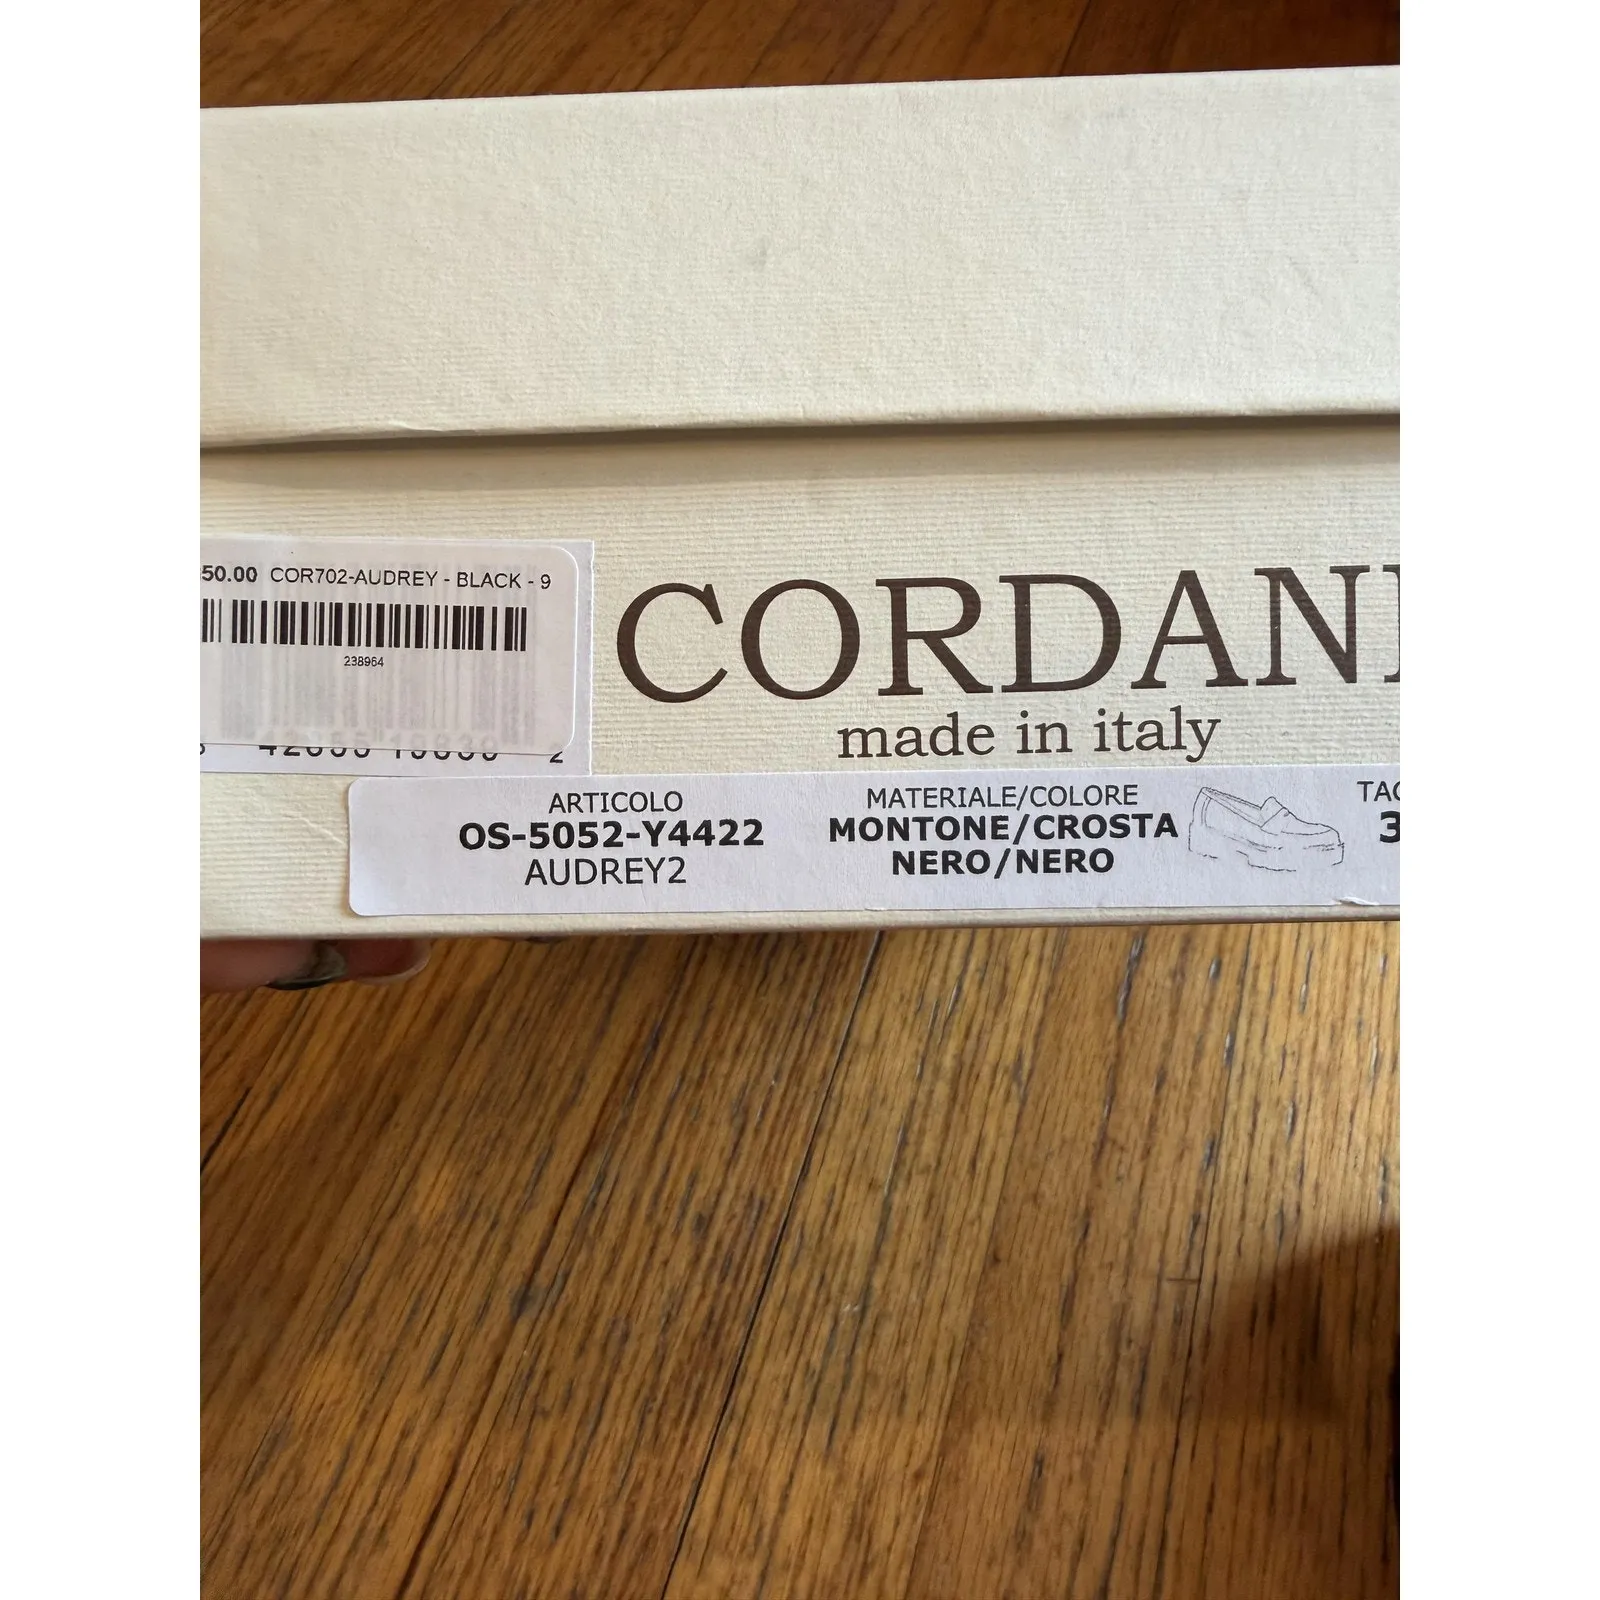 50.00 COR702-AUDREY - BLACK - 9
238964
2
CORDANI
made in italy
ARTICOLO
OS-5052-Y4422
AUDREY2
MATERIALE/COLORE
MONTONE/CROSTA
NERO/NERO